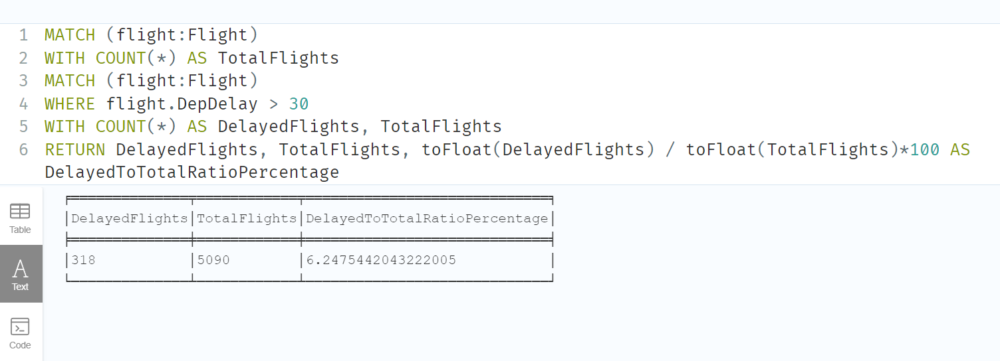 1 MATCH (flight:Flight)
2 WITH COUNT(*) AS TotalFlights
3 MATCH (flight:Flight)
4 WHERE flight.DepDelay > 30
5 WITH COUNT(*) AS DelayedFlights, TotalFlights
6 RETURN DelayedFlights, TotalFlights, toFloat(DelayedFlights) / toFloat(TotalFlights)*100 AS
DelayedToTotalRatioPercentage
DelayedFlights TotalFlights DelayedToTotalRatioPercentage
318 5090 6.2475442043222005
Table
A
Text
Code